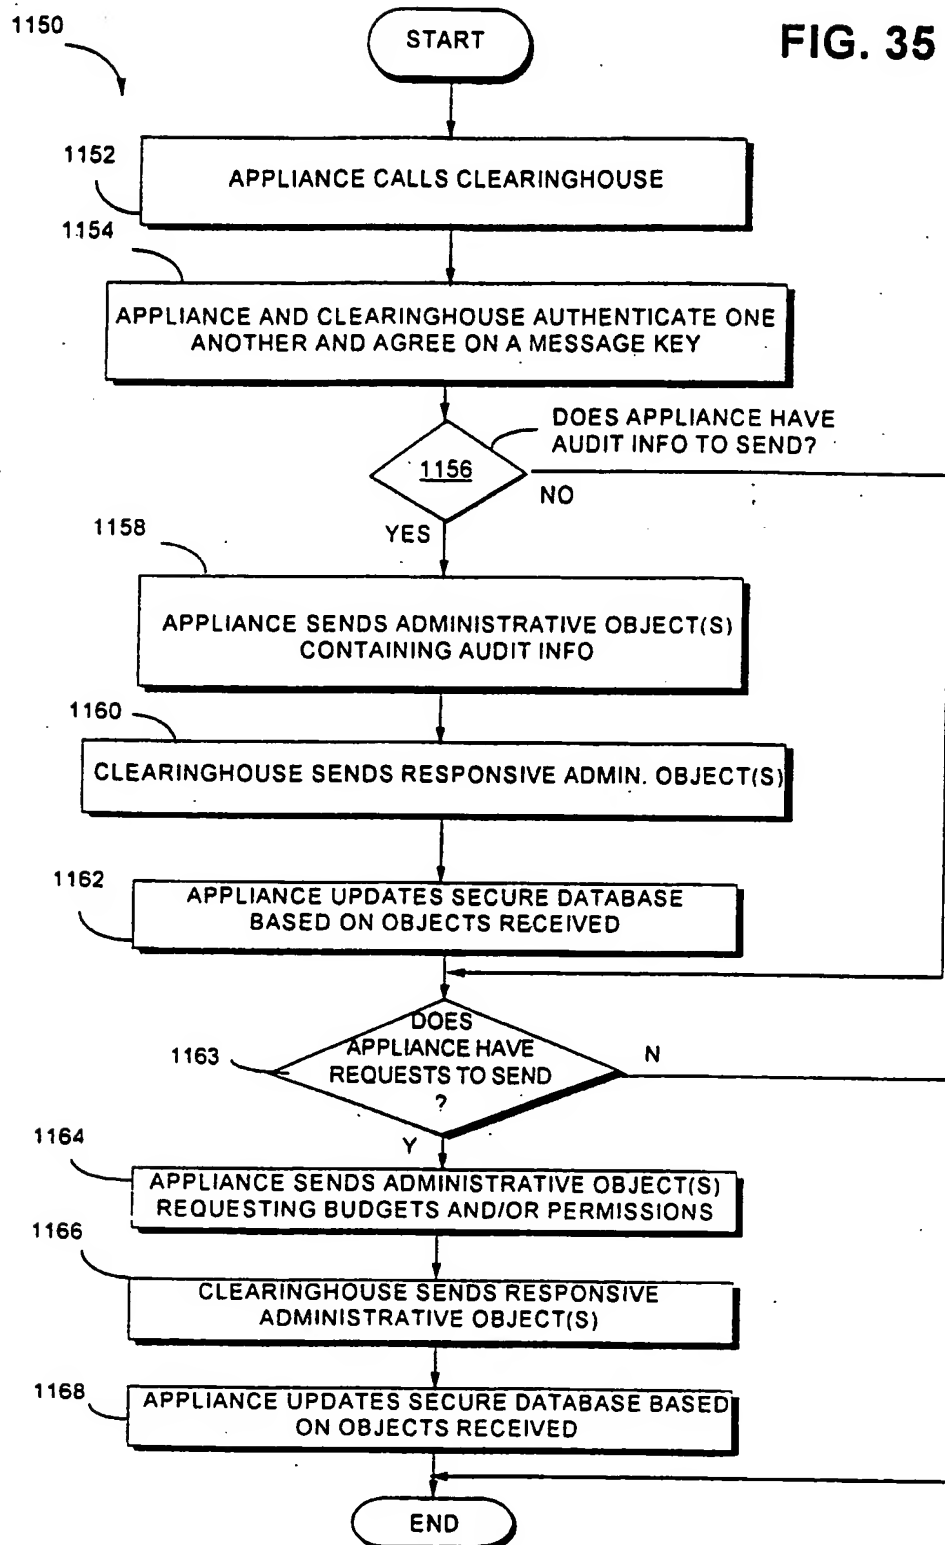 1150
START
FIG. 35
1152
APPLIANCE CALLS CLEARINGHOUSE
1154
APPLIANCE AND CLEARINGHOUSE AUTHENTICATE ONE
ANOTHER AND AGREE ON A MESSAGE KEY
DOES APPLIANCE HAVE
AUDIT INFO TO SEND?
1156
NO
YES
1158
APPLIANCE SENDS ADMINISTRATIVE OBJECT(S)
CONTAINING AUDIT INFO
1160
CLEARINGHOUSE SENDS RESPONSIVE ADMIN. OBJECT(S)
1162
APPLIANCE UPDATES SECURE DATABASE
BASED ON OBJECTS RECEIVED
1163
DOES
APPLIANCE HAVE
REQUESTS TO SEND
?
N
Y
1164
APPLIANCE SENDS ADMINISTRATIVE OBJECT(S)
REQUESTING BUDGETS AND/OR PERMISSIONS
1166
CLEARINGHOUSE SENDS RESPONSIVE
ADMINISTRATIVE OBJECT(S)
1168
APPLIANCE UPDATES SECURE DATABASE BASED
ON OBJECTS RECEIVED
END